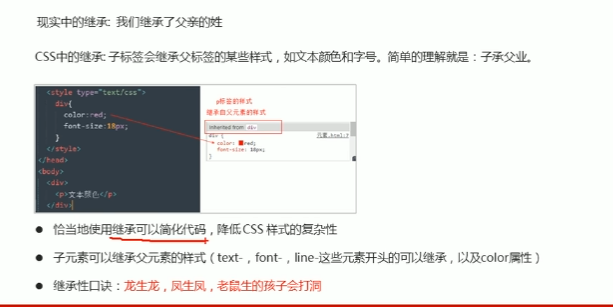 现实中的继承: 我们继承了父亲的姓
CSS中的继承: 子标签会继承父标签的某些样式，如文本颜色和字号。简单的理解就是：子承父业。
<style type="text/css">
div{
color:red;
font-size:18px;
}
</style>
</head>
<body>
<div>
<p>文本颜色</p>
</div>
p标签的样式
继承自父元素的样式
Inherited from div
div {
元素.html:7
color: red;
font-size: 18px;
}
● 恰当地使用继承可以简化代码，降低 CSS 样式的复杂性
● 子元素可以继承父元素的样式（text-，font-，line-这些元素开头的可以继承，以及color属性）
● 继承性口诀：龙生龙，凤生凤，老鼠生的孩子会打洞